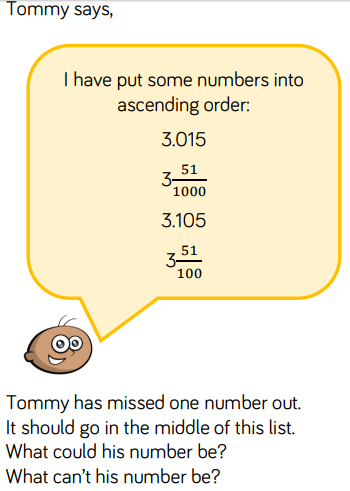 Tommy says,
I have put some numbers into
ascending order:
3.015
3 51/1000
3.105
3 51/100
Tommy has missed one number out.
It should go in the middle of this list.
What could his number be?
What can't his number be?